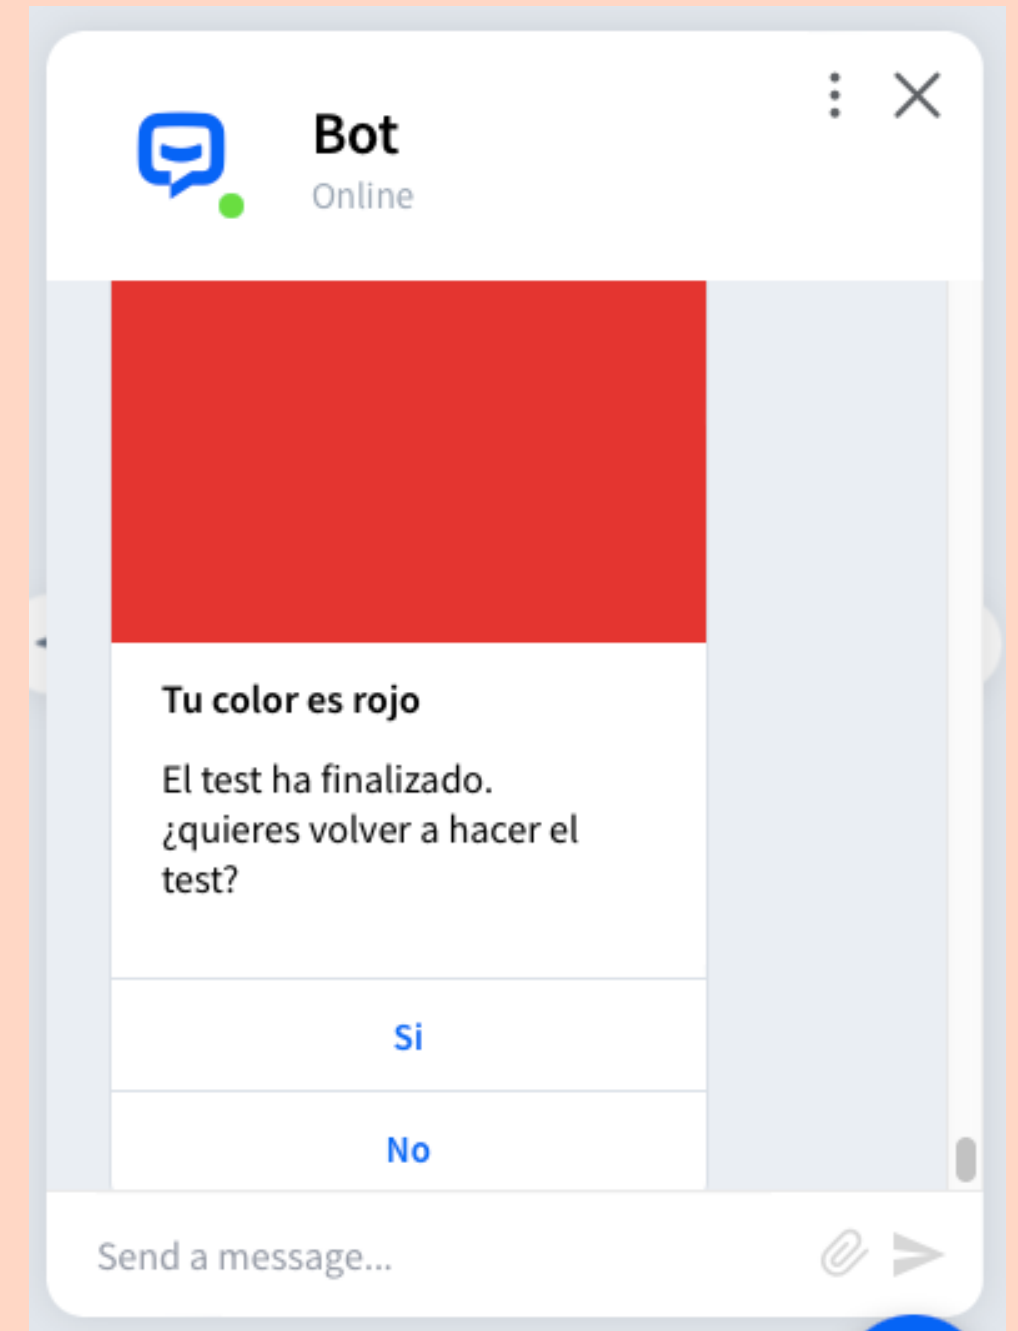 Bot
Online
Tu color es rojo
El test ha finalizado.
¿quieres volver a hacer el
test?
Si
No
Send a message...